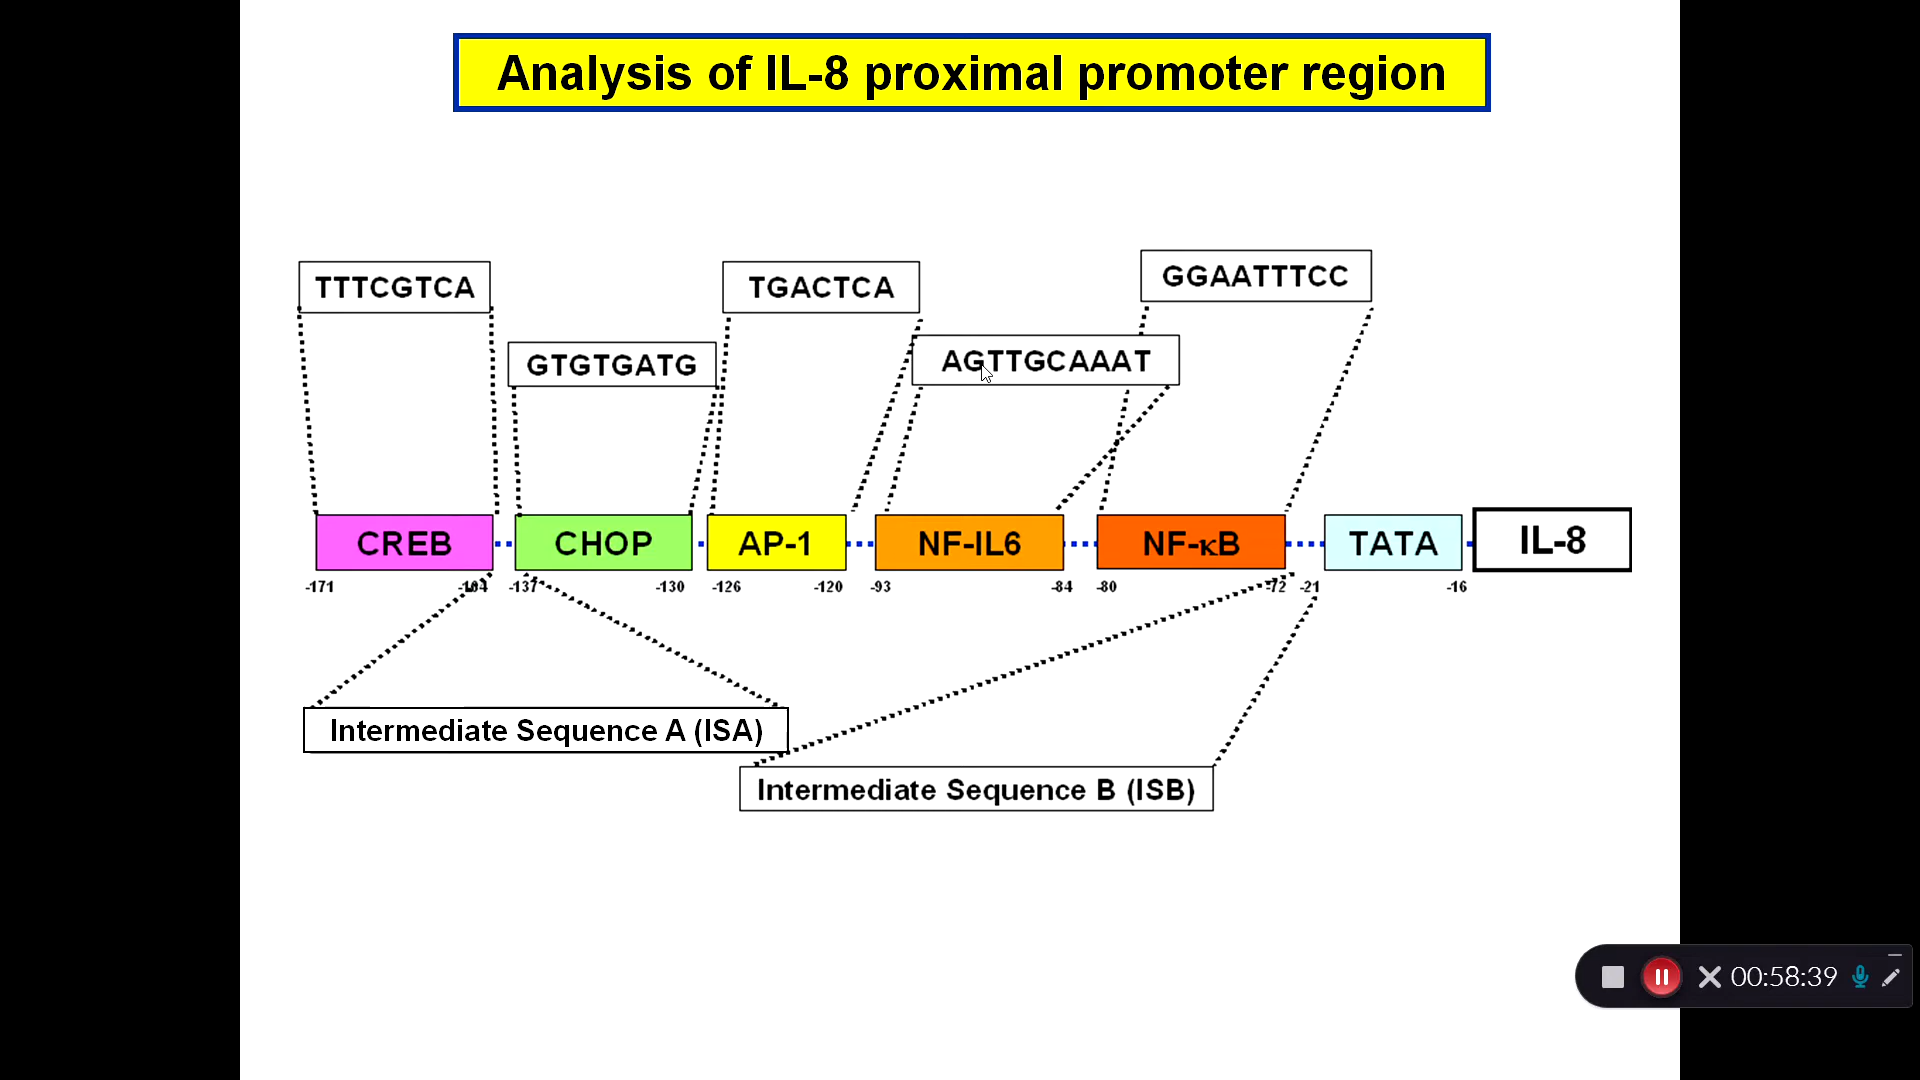 Analysis of IL-8 proximal promoter region
TTTCGTCA
TGACTCA
GGAATTTCC
GTGTGATG
AGTTGCAAAT
CREB
CHOP
AP-1
NF-IL6
NF-κB
TATA
IL-8
-171
-137
-130
-126
-120
-93
-84
-80
-72
-21
-16
Intermediate Sequence A (ISA)
Intermediate Sequence B (ISB)
00:58:39